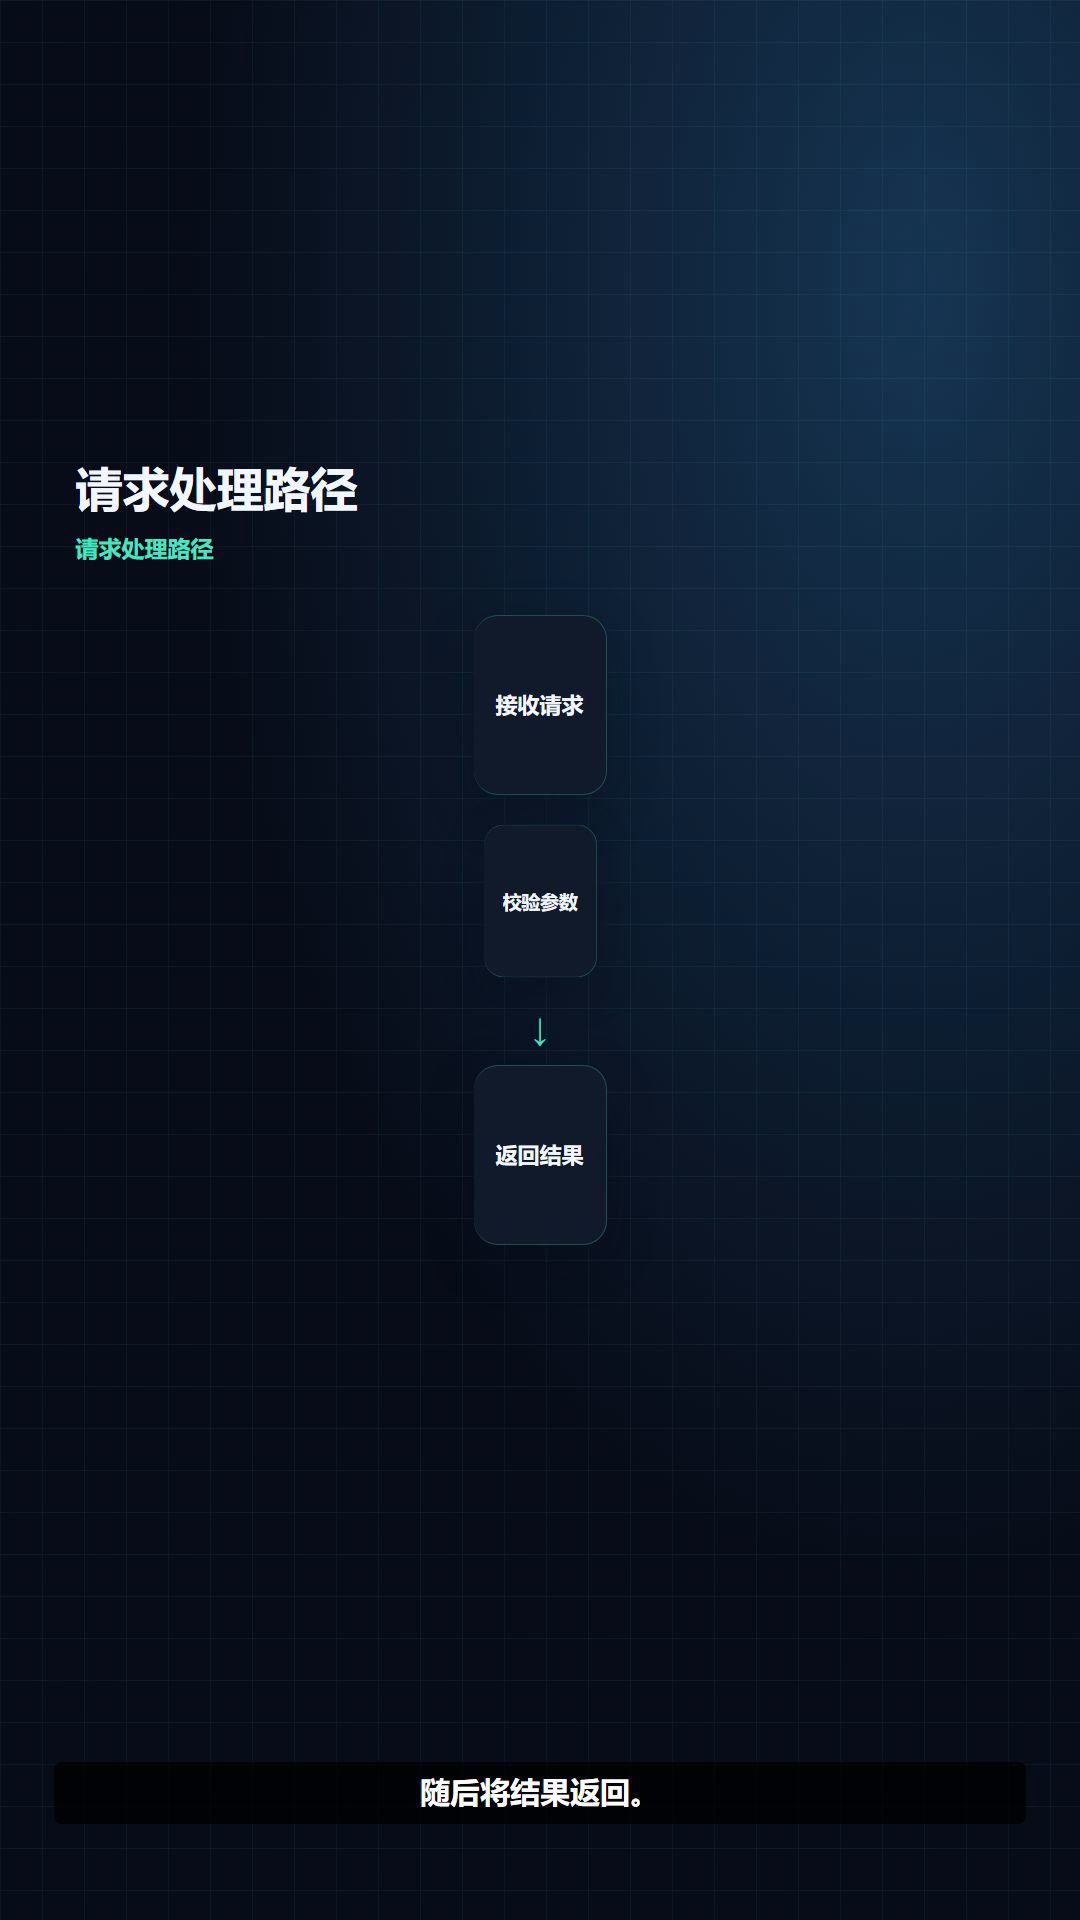 请求处理路径
请求处理路径
接收请求
校验参数
↓
返回结果
随后将结果返回。